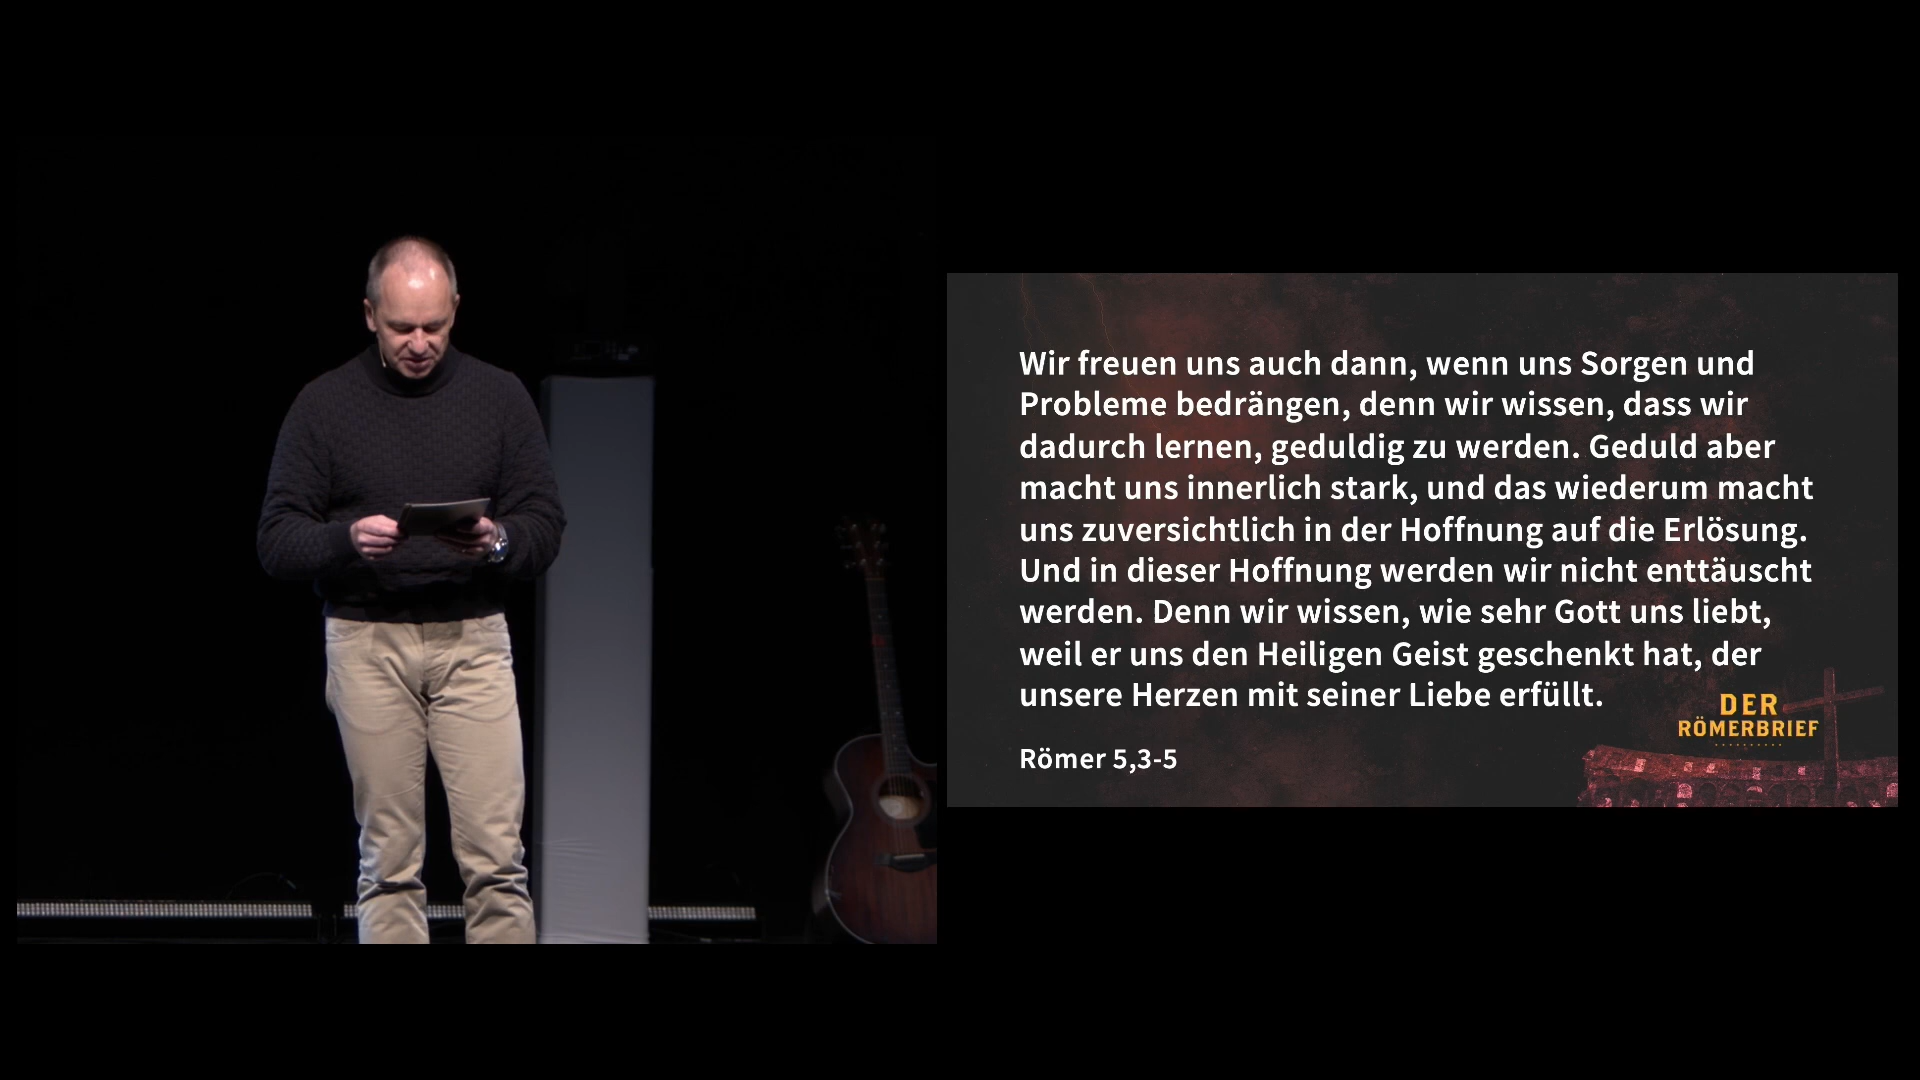 Wir freuen uns auch dann, wenn uns Sorgen und
Probleme bedrängen, denn wir wissen, dass wir
dadurch lernen, geduldig zu werden. Geduld aber
macht uns innerlich stark, und das wiederum macht
uns zuversichtlich in der Hoffnung auf die Erlösung.
Und in dieser Hoffnung werden wir nicht enttäuscht
werden. Denn wir wissen, wie sehr Gott uns liebt,
weil er uns den Heiligen Geist geschenkt hat, der
unsere Herzen mit seiner Liebe erfüllt.
Römer 5,3-5
DER
RÖMERBRIEF